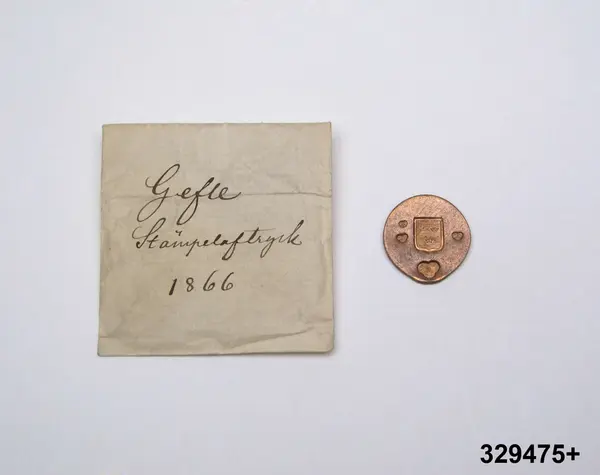 Gefle
Stämpelaftryck
1866
329475+